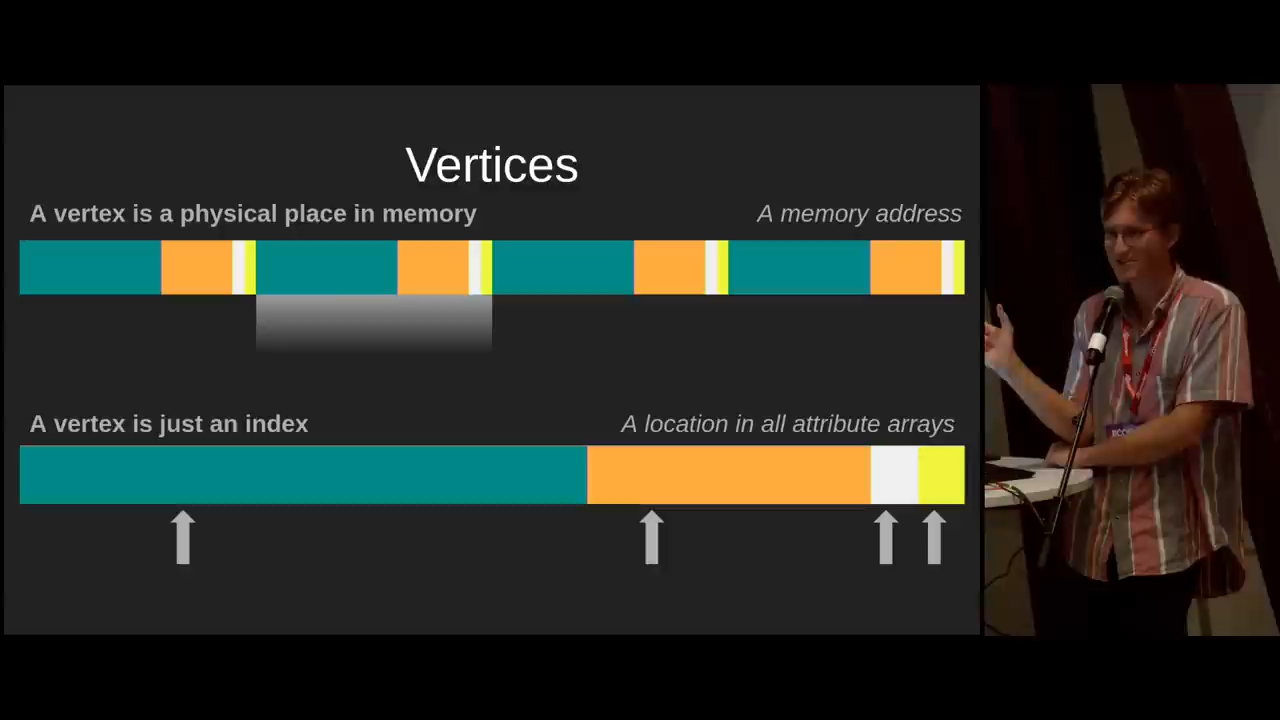 Vertices
A vertex is a physical place in memory
A memory address
A vertex is just an index
A location in all attribute arrays